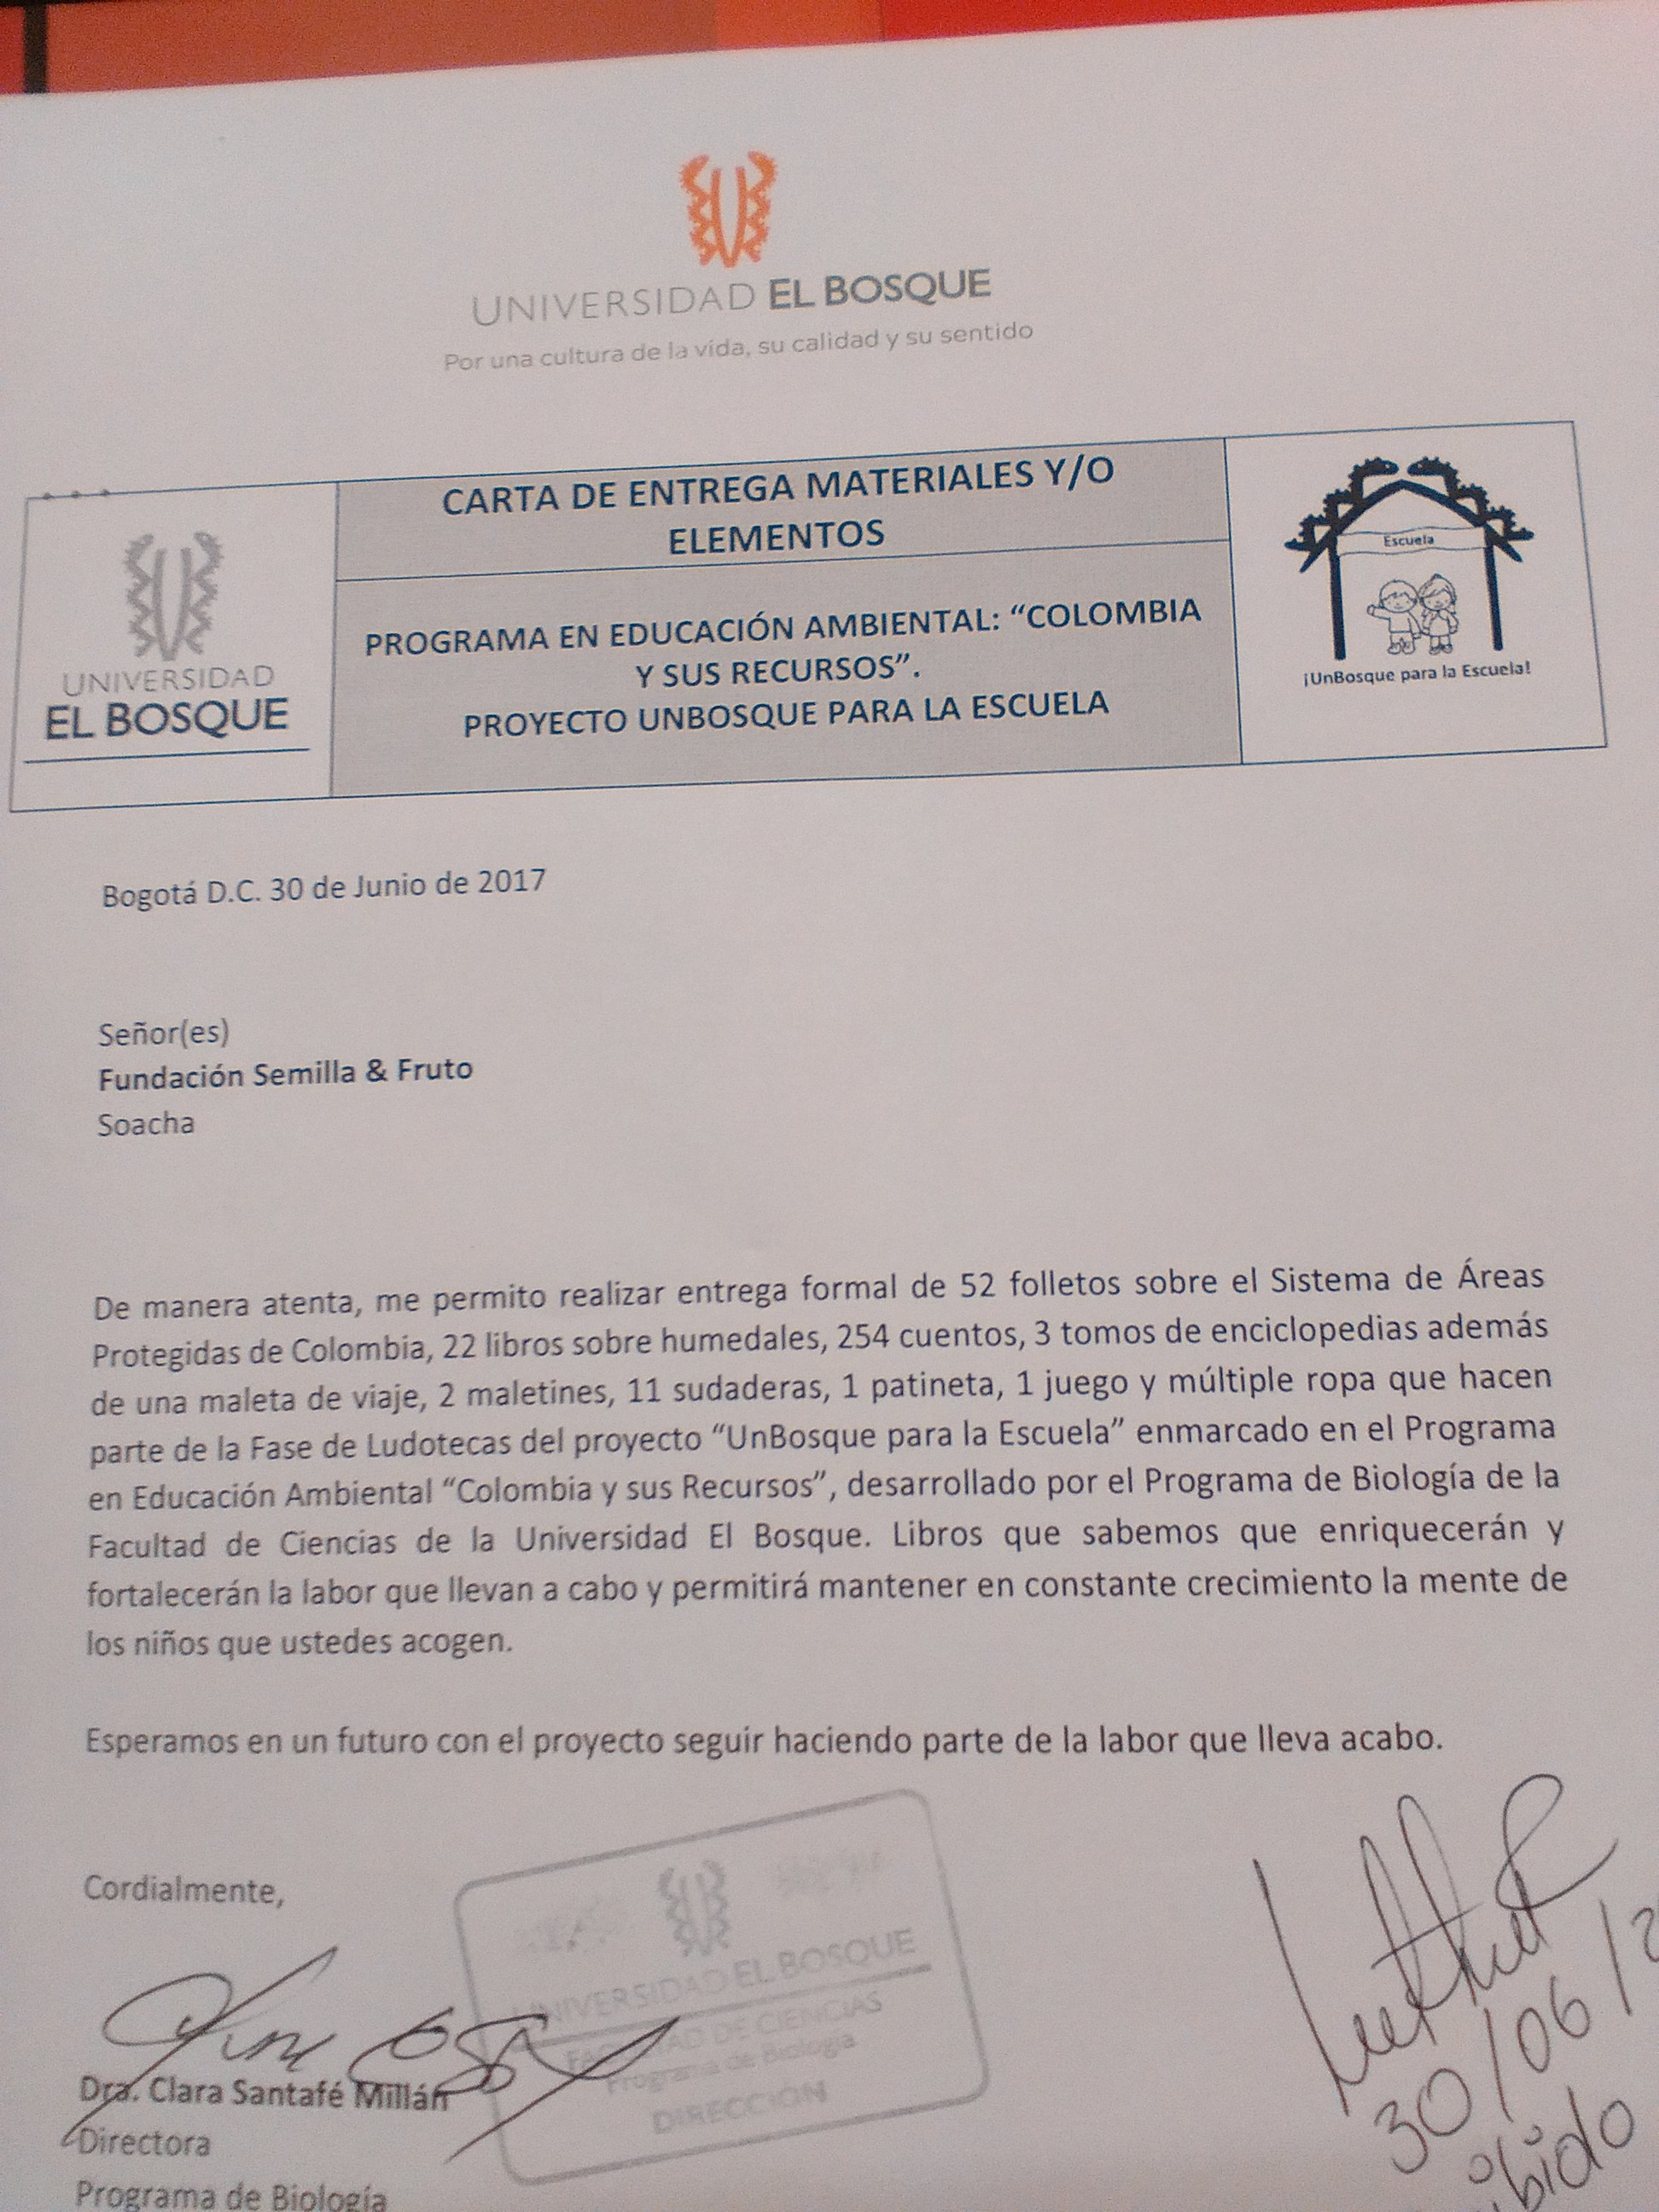 UNIVERSIDAD EL BOSQUE
Por una cultura de la vida, su calidad y su sentido
UNIVERSIDAD
EL BOSQUE
CARTA DE ENTREGA MATERIALES Y/O
ELEMENTOS
PROGRAMA EN EDUCACIÓN AMBIENTAL: “COLOMBIA
Y SUS RECURSOS”.
PROYECTO UNBOSQUE PARA LA ESCUELA
Escuela
¡UnBosque para la Escuela!
Bogotá D.C. 30 de Junio de 2017
Señor(es)
Fundación Semilla & Fruto
Soacha
De manera atenta, me permito realizar entrega formal de 52 folletos sobre el Sistema de Áreas
Protegidas de Colombia, 22 libros sobre humedales, 254 cuentos, 3 tomos de enciclopedias además
de una maleta de viaje, 2 maletines, 11 sudaderas, 1 patineta, 1 juego y múltiple ropa que hacen
parte de la Fase de Ludotecas del proyecto “UnBosque para la Escuela” enmarcado en el Programa
en Educación Ambiental “Colombia y sus Recursos”, desarrollado por el Programa de Biología de la
Facultad de Ciencias de la Universidad El Bosque. Libros que sabemos que enriquecerán y
fortalecerán la labor que llevan a cabo y permitirá mantener en constante crecimiento la mente de
los niños que ustedes acogen.
Esperamos en un futuro con el proyecto seguir haciendo parte de la labor que lleva acabo.
Cordialmente,
UNIVERSIDAD EL BOSQUE
FACULTAD DE CIENCIAS
Programa de Biología
DIRECCIÓN
Dra. Clara Santafé Millán
Directora
Programa de Biología
30/06/2